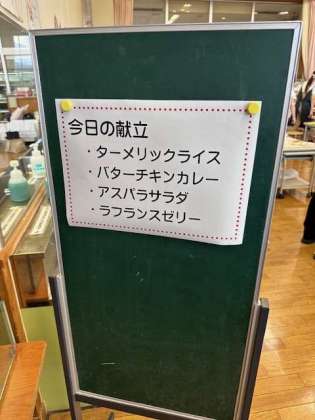 今日の献立
・ターメリックライス
・バターチキンカレー
・アスパラサラダ
・ラフランスゼリー